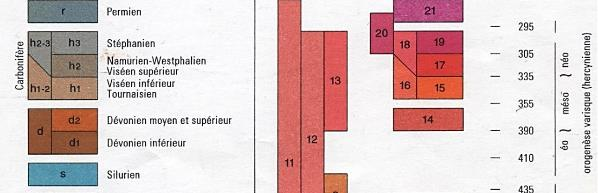 r Permien
Carbonifère
h2-3 h3 Stéphanien
h2 Namurien-Westphalien
Viséen supérieur
h1-2 h1 Viséen inférieur
Tournaisien
d d2 Dévonien moyen et supérieur
d1 Dévonien inférieur
s Silurien
11
12
13
20
21
18 19
17
16 15
14
295
305
335
355
390
410
435
éo méso néo
orogenèse varisque (hercynienne)